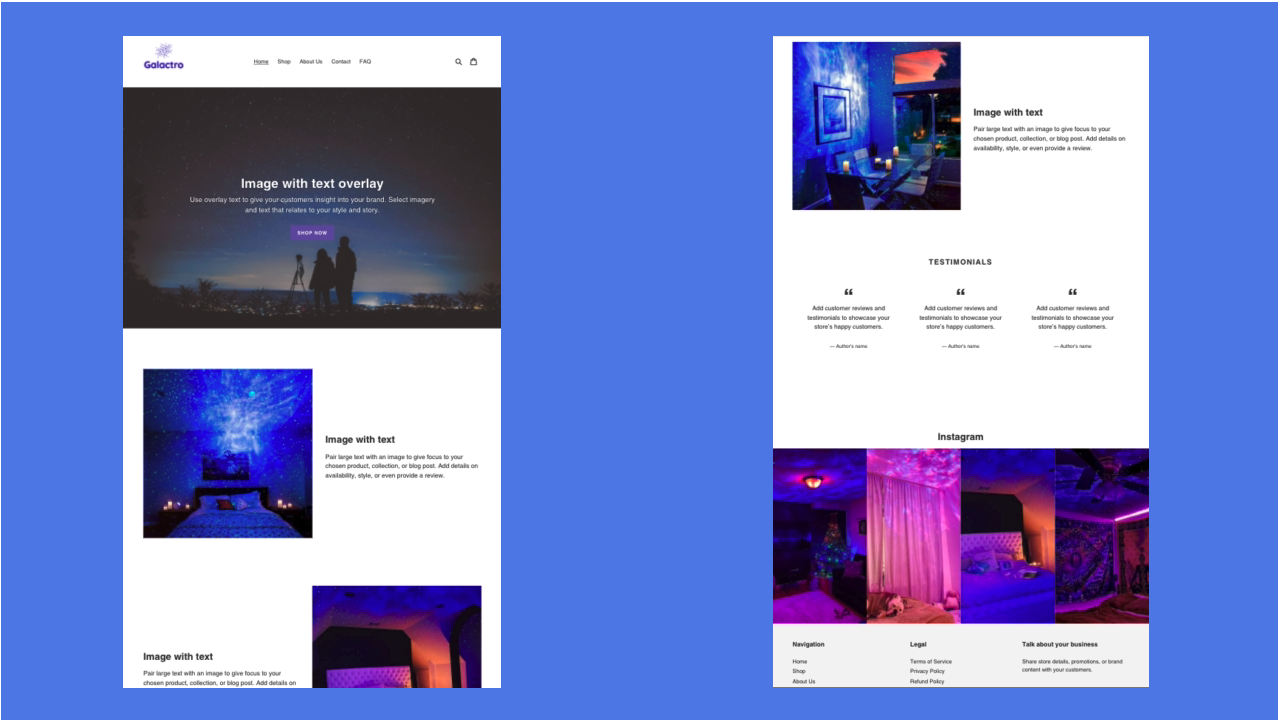 Galactro
Home Shop About Us Contact FAQ
Image with text overlay
Use overlay text to give your customers insight into your brand. Select imagery
and text that relates to your style and story.
SHOP NOW
Image with text
Pair large text with an image to give focus to your
chosen product, collection, or blog post. Add details on
availability, style, or even provide a review.
Image with text
Pair large text with an image to give focus to your
chosen product, collection, or blog post. Add details on
Image with text
Pair large text with an image to give focus to your
chosen product, collection, or blog post. Add details on
availability, style, or even provide a review.
TESTIMONIALS
“ “ “
Add customer reviews and
testimonials to showcase your
store's happy customers.
— Author's name
Add customer reviews and
testimonials to showcase your
store's happy customers.
— Author's name
Add customer reviews and
testimonials to showcase your
store's happy customers.
— Author's name
Instagram
Navigation
Home
Shop
About Us
Legal
Terms of Service
Privacy Policy
Refund Policy
Talk about your business
Share store details, promotions, or brand
content with your customers.